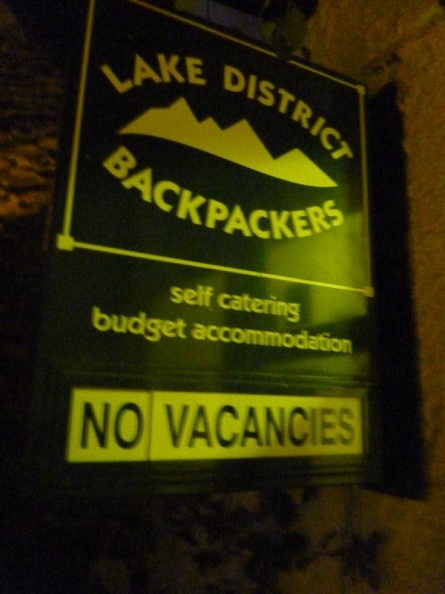 LAKE DISTRICT
BACKPACKERS
self catering
budget accommodation
NO VACANCIES